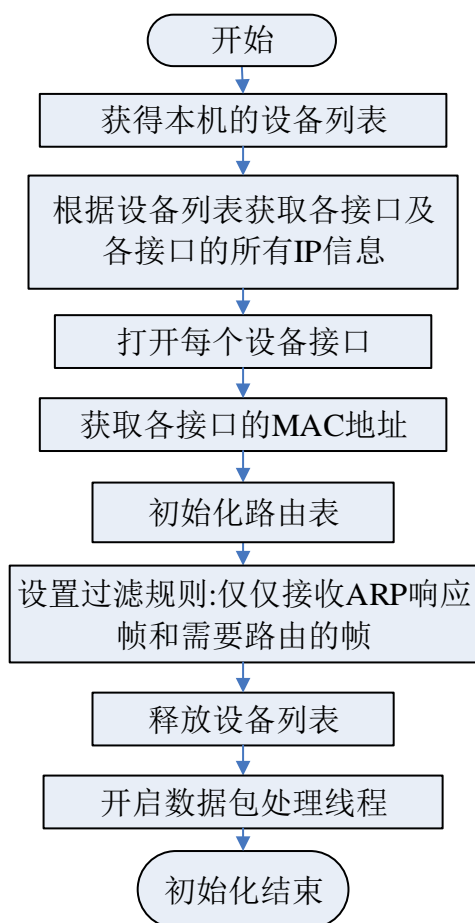 开始
获得本机的设备列表
根据设备列表获取各接口及
各接口的所有IP信息
打开每个设备接口
获取各接口的MAC地址
初始化路由表
设置过滤规则:仅仅接收ARP响应
帧和需要路由的帧
释放设备列表
开启数据包处理线程
初始化结束